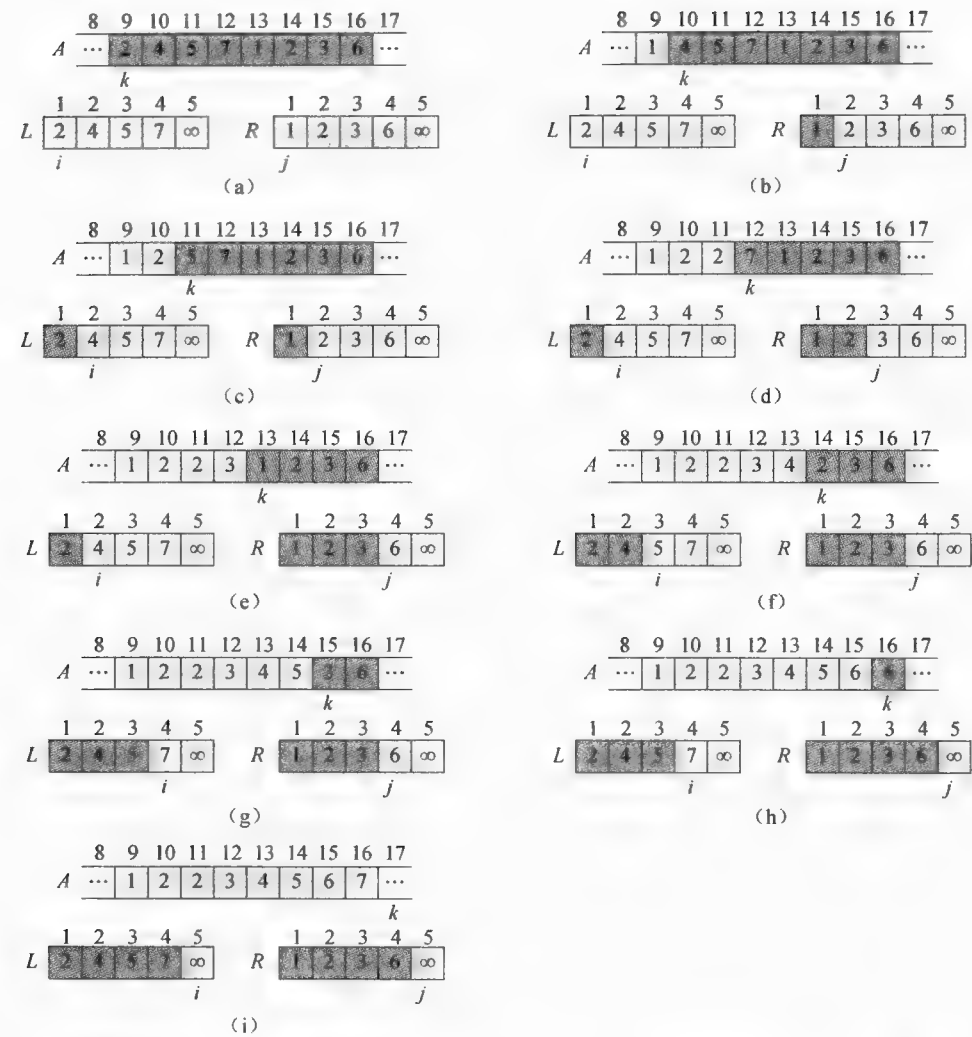 8 9 10 11 12 13 14 15 16 17
A ... 2 4 5 7 1 2 3 6 ...
k
1 2 3 4 5
L 2 4 5 7 ∞
i
1 2 3 4 5
R 1 2 3 6 ∞
j
(a)
8 9 10 11 12 13 14 15 16 17
A ... 1 4 5 7 1 2 3 6 ...
k
1 2 3 4 5
L 2 4 5 7 ∞
i
1 2 3 4 5
R 1 2 3 6 ∞
j
(b)
8 9 10 11 12 13 14 15 16 17
A ... 1 2 5 7 1 2 3 6 ...
k
1 2 3 4 5
L 2 4 5 7 ∞
i
1 2 3 4 5
R 1 2 3 6 ∞
j
(c)
8 9 10 11 12 13 14 15 16 17
A ... 1 2 2 7 1 2 3 6 ...
k
1 2 3 4 5
L 2 4 5 7 ∞
i
1 2 3 4 5
R 1 2 3 6 ∞
j
(d)
8 9 10 11 12 13 14 15 16 17
A ... 1 2 2 3 1 2 3 6 ...
k
1 2 3 4 5
L 2 4 5 7 ∞
i
1 2 3 4 5
R 1 2 3 6 ∞
j
(e)
8 9 10 11 12 13 14 15 16 17
A ... 1 2 2 3 4 2 3 6 ...
k
1 2 3 4 5
L 2 4 5 7 ∞
i
1 2 3 4 5
R 1 2 3 6 ∞
j
(f)
8 9 10 11 12 13 14 15 16 17
A ... 1 2 2 3 4 5 3 6 ...
k
1 2 3 4 5
L 2 4 5 7 ∞
i
1 2 3 4 5
R 1 2 3 6 ∞
j
(g)
8 9 10 11 12 13 14 15 16 17
A ... 1 2 2 3 4 5 6 6 ...
k
1 2 3 4 5
L 2 4 5 7 ∞
i
1 2 3 4 5
R 1 2 3 6 ∞
j
(h)
8 9 10 11 12 13 14 15 16 17
A ... 1 2 2 3 4 5 6 7 ...
k
1 2 3 4 5
L 2 4 5 7 ∞
i
1 2 3 4 5
R 1 2 3 6 ∞
j
(i)